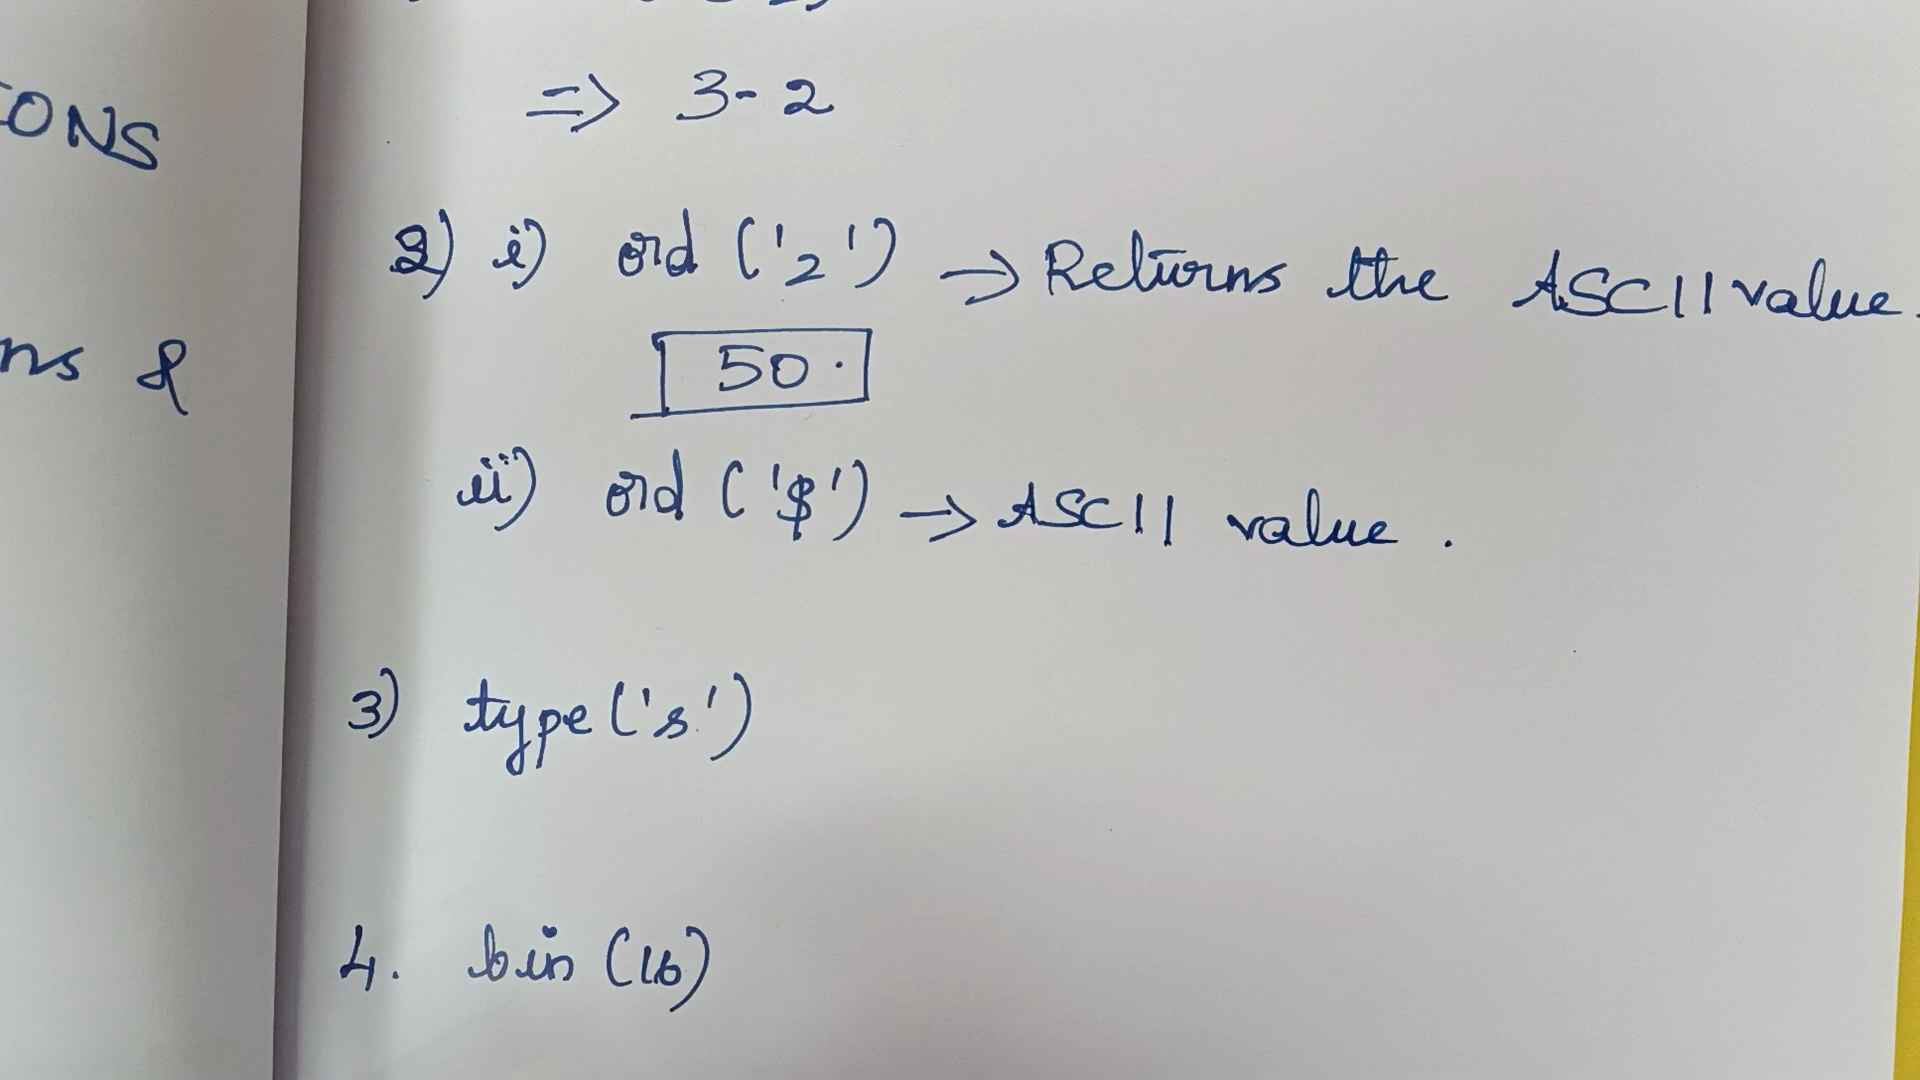 IONS
ns &
=> 3-2
2) i) ord ('2') → Returns the ASCII value.
50.
ii) ord ('$') → ASCII value.
3) type ('s')
4. bin (16)